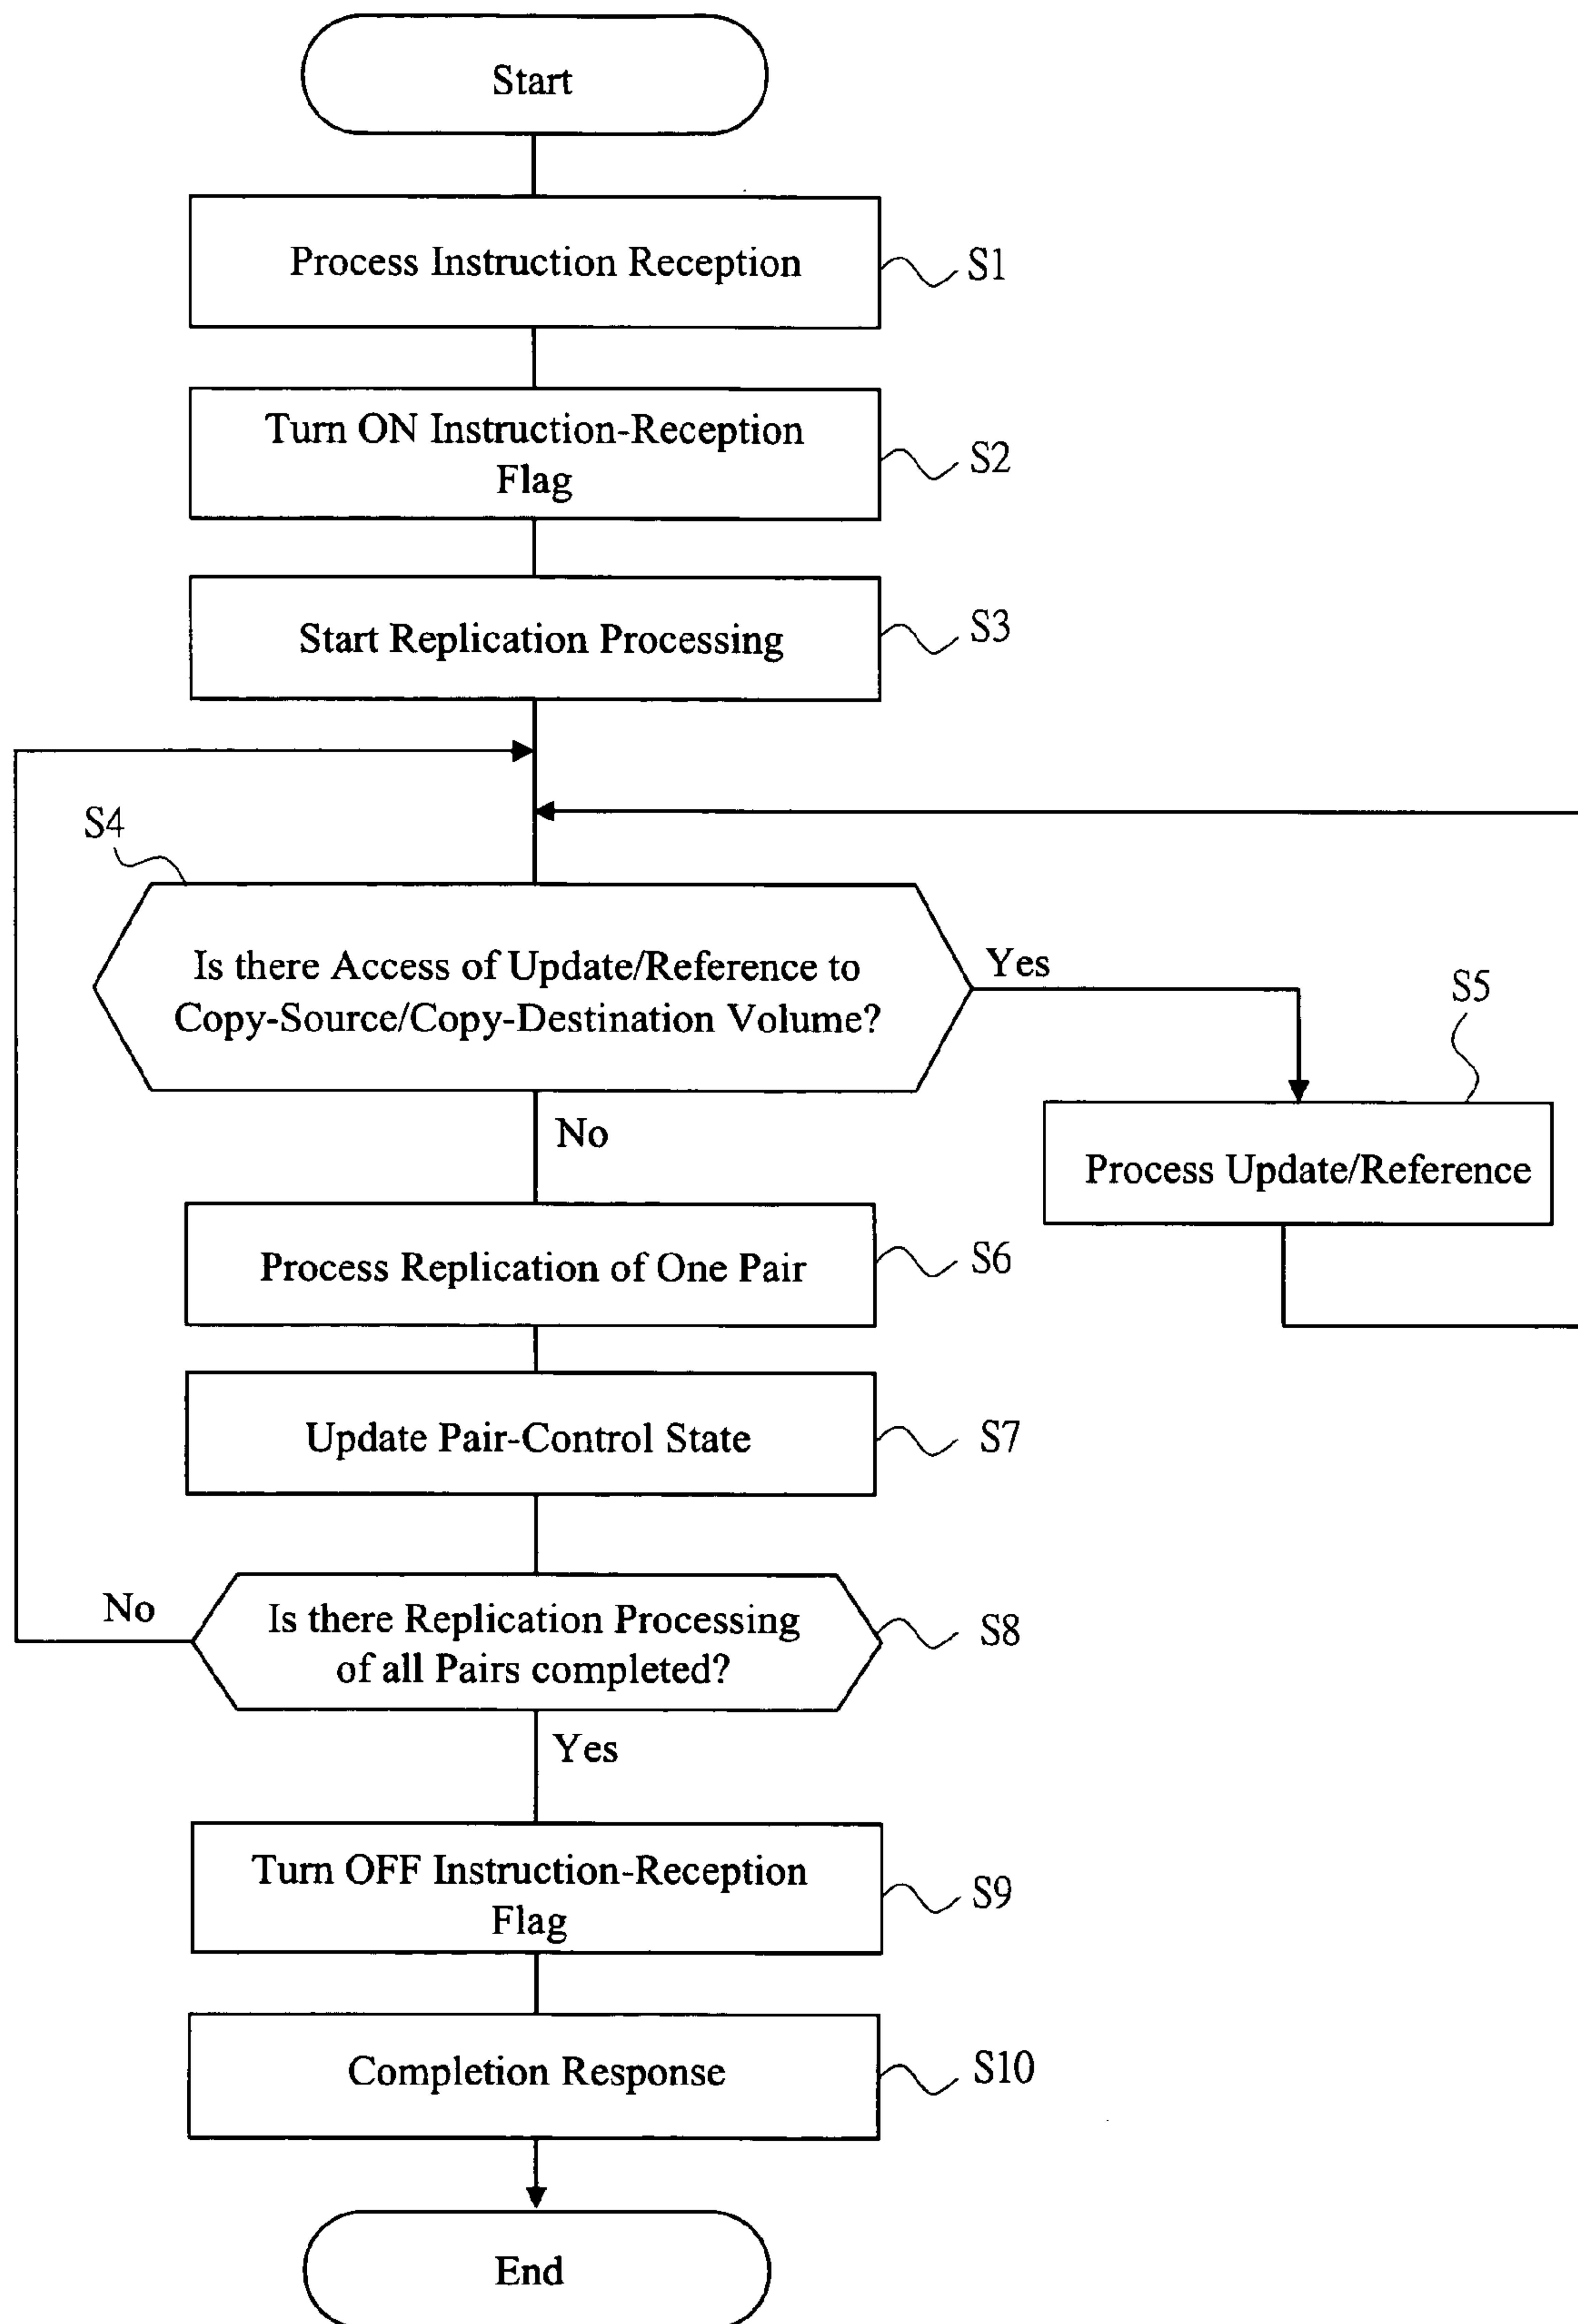 Start
Process Instruction Reception
S1
Turn ON Instruction-Reception
Flag
S2
Start Replication Processing
S3
S4
Is there Access of Update/Reference to
Copy-Source/Copy-Destination Volume?
Yes
S5
No
Process Update/Reference
Process Replication of One Pair
S6
Update Pair-Control State
S7
No
Is there Replication Processing
of all Pairs completed?
S8
Yes
Turn OFF Instruction-Reception
Flag
S9
Completion Response
S10
End